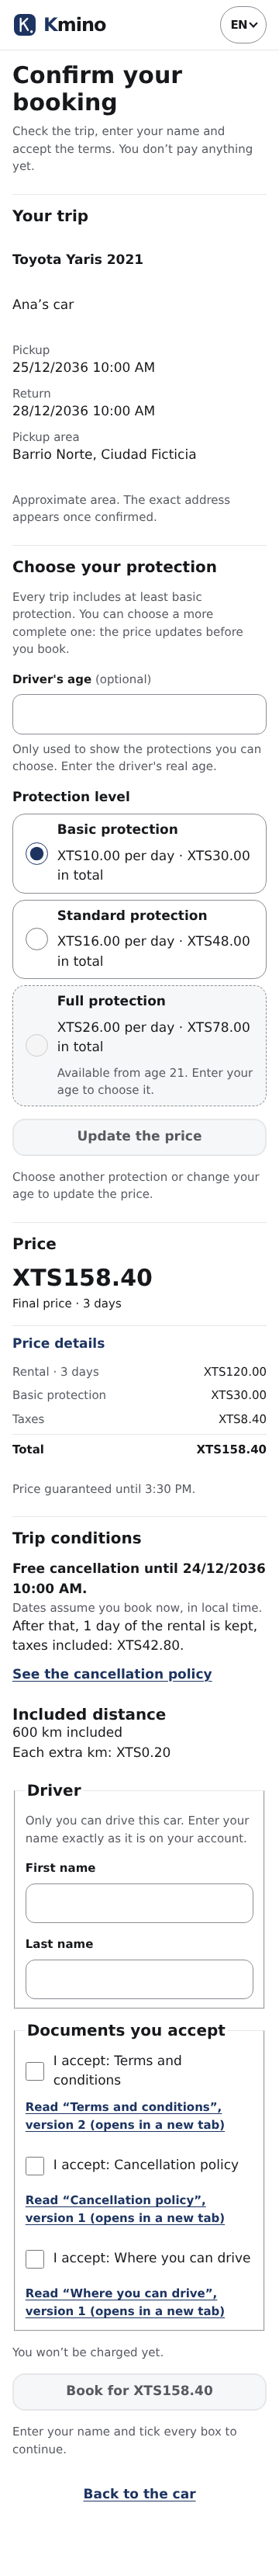 Kmino
EN
Confirm your
booking
Check the trip, enter your name and
accept the terms. You don’t pay anything
yet.
Your trip
Toyota Yaris 2021
Ana’s car
Pickup
25/12/2036 10:00 AM
Return
28/12/2036 10:00 AM
Pickup area
Barrio Norte, Ciudad Ficticia
Approximate area. The exact address
appears once confirmed.
Choose your protection
Every trip includes at least basic
protection. You can choose a more
complete one: the price updates before
you book.
Driver's age (optional)
Only used to show the protections you can
choose. Enter the driver's real age.
Protection level
Basic protection
XTS10.00 per day · XTS30.00
in total
Standard protection
XTS16.00 per day · XTS48.00
in total
Full protection
XTS26.00 per day · XTS78.00
in total
Available from age 21. Enter your
age to choose it.
Update the price
Choose another protection or change your
age to update the price.
Price
XTS158.40
Final price · 3 days
Price details
Rental · 3 days XTS120.00
Basic protection XTS30.00
Taxes XTS8.40
Total XTS158.40
Price guaranteed until 3:30 PM.
Trip conditions
Free cancellation until 24/12/2036
10:00 AM.
Dates assume you book now, in local time.
After that, 1 day of the rental is kept,
taxes included: XTS42.80.
See the cancellation policy
Included distance
600 km included
Each extra km: XTS0.20
Driver
Only you can drive this car. Enter your
name exactly as it is on your account.
First name
Last name
Documents you accept
I accept: Terms and
conditions
Read “Terms and conditions”,
version 2 (opens in a new tab)
I accept: Cancellation policy
Read “Cancellation policy”,
version 1 (opens in a new tab)
I accept: Where you can drive
Read “Where you can drive”,
version 1 (opens in a new tab)
You won’t be charged yet.
Book for XTS158.40
Enter your name and tick every box to
continue.
Back to the car